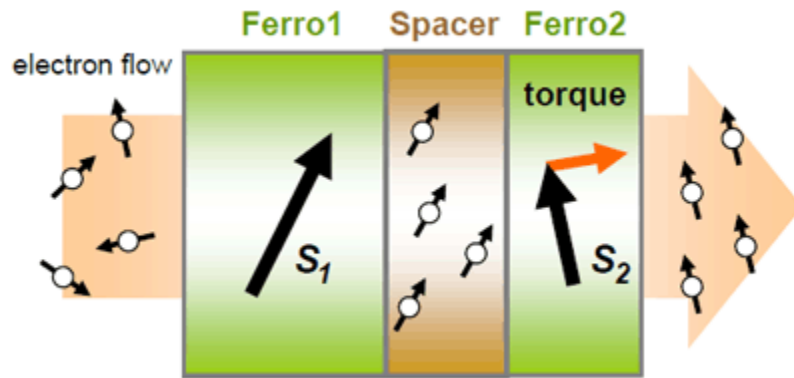 Ferro1 Spacer Ferro2
electron flow
torque
S1
S2